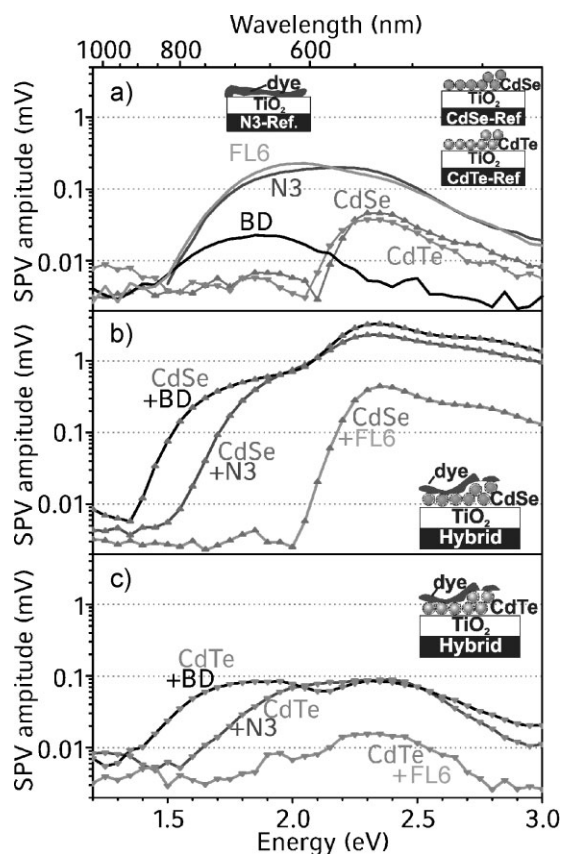 Wavelength (nm)
1000 800 600
a)
dye
TiO₂
N3-Ref.
CdSe
TiO₂
CdSe-Ref
CdTe
TiO₂
CdTe-Ref
FL6
N3
BD
CdSe
CdTe
SPV ampitude (mV)
1
0.1
0.01
b)
CdSe
+BD
CdSe
+N3
CdSe
+FL6
dye
CdSe
TiO₂
Hybrid
SPV amplitude (mV)
1
0.1
0.01
c)
dye
CdTe
TiO₂
Hybrid
CdTe
+BD
CdTe
+N3
CdTe
+FL6
SPV amplitude (mV)
1
0.1
0.01
1.5 2.0 2.5 3.0
Energy (eV)